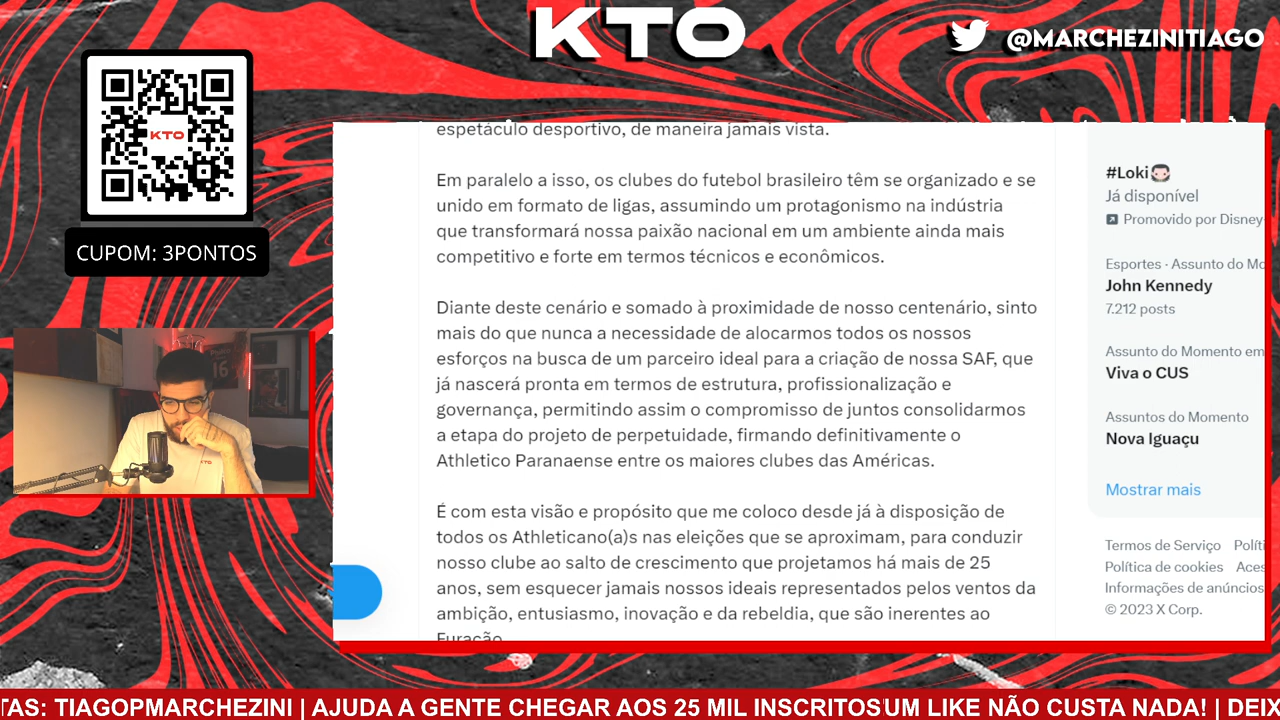 KTO
@MARCHEZINITIAGO
KTO
CUPOM: 3PONTOS
espetáculo desportivo, de maneira jamais vista.
Em paralelo a isso, os clubes do futebol brasileiro têm se organizado e se
unido em formato de ligas, assumindo um protagonismo na indústria
que transformará nossa paixão nacional em um ambiente ainda mais
competitivo e forte em termos técnicos e econômicos.
Diante deste cenário e somado à proximidade de nosso centenário, sinto
mais do que nunca a necessidade de alocarmos todos os nossos
esforços na busca de um parceiro ideal para a criação de nossa SAF, que
já nascerá pronta em termos de estrutura, profissionalização e
governança, permitindo assim o compromisso de juntos consolidarmos
a etapa do projeto de perpetuidade, firmando definitivamente o
Athletico Paranaense entre os maiores clubes das Américas.
É com esta visão e propósito que me coloco desde já à disposição de
todos os Athleticano(a)s nas eleições que se aproximam, para conduzir
nosso clube ao salto de crescimento que projetamos há mais de 25
anos, sem esquecer jamais nossos ideais representados pelos ventos da
ambição, entusiasmo, inovação e da rebeldia, que são inerentes ao
Furacão
#Loki
Já disponível
Promovido por Disney
Esportes · Assunto do Mo
John Kennedy
7.212 posts
Assunto do Momento em
Viva o CUS
Assuntos do Momento
Nova Iguaçu
Mostrar mais
Termos de Serviço Políti
Política de cookies Aces
Informações de anúncios
© 2023 X Corp.
16
KTO
TAS: TIAGOPMARCHEZINI | AJUDA A GENTE CHEGAR AOS 25 MIL INSCRITOSUM LIKE NÃO CUSTA NADA! | DEIX